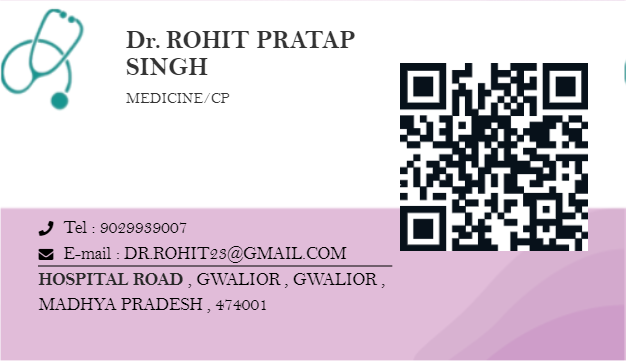 Dr. ROHIT PRATAP
SINGH
MEDICINE/CP
Tel : 9029939007
E-mail : DR.ROHIT23@GMAIL.COM
HOSPITAL ROAD , GWALIOR , GWALIOR ,
MADHYA PRADESH , 474001